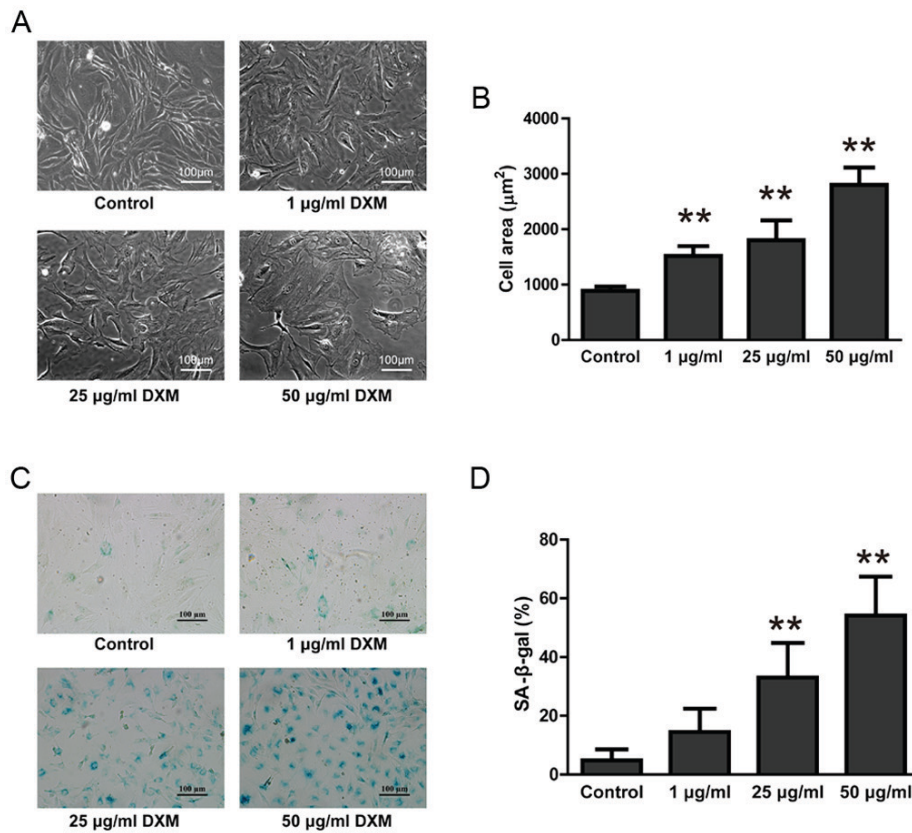 A
100μm
100μm
Control
1 μg/ml DXM
100μm
100μm
25 μg/ml DXM
50 μg/ml DXM
B
Cell area (μm²)
4000
3000
2000
1000
0
**
**
**
Control
1 μg/ml
25 μg/ml
50 μg/ml
C
100 μm
100 μm
Control
1 μg/ml DXM
100 μm
100 μm
25 μg/ml DXM
50 μg/ml DXM
D
SA-β-gal (%)
80
60
40
20
0
**
**
Control
1 μg/ml
25 μg/ml
50 μg/ml